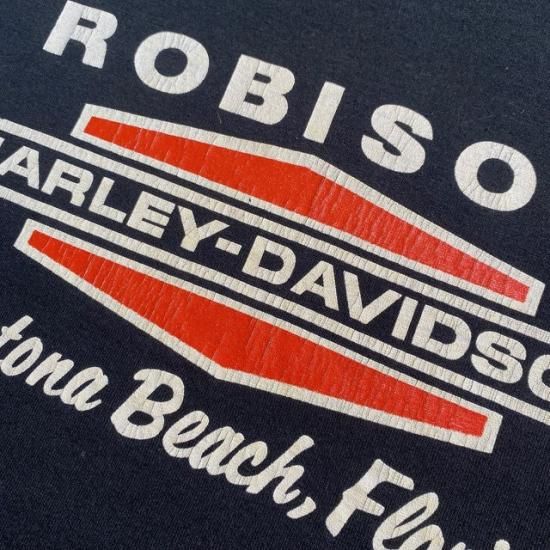 ROBISO
HARLEY-DAVIDSO
tona Beach, Flo